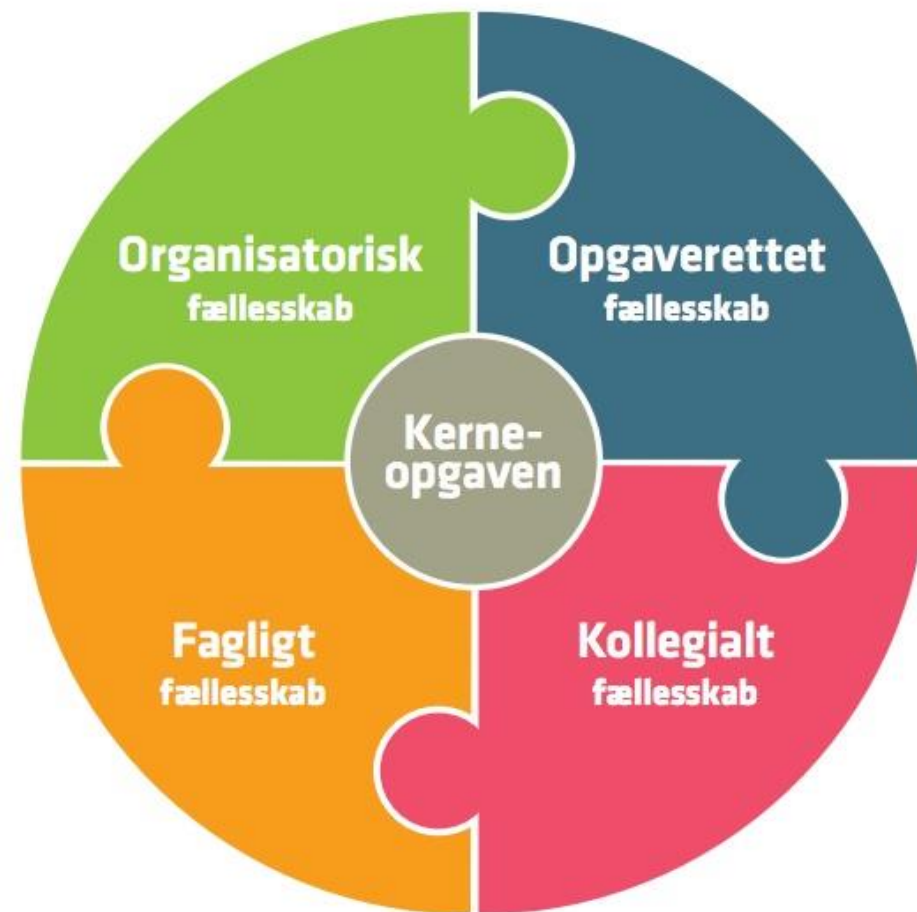 Organisatorisk
fællesskab
Opgaverettet
fællesskab
Kerne-
opgaven
Fagligt
fællesskab
Kollegialt
fællesskab